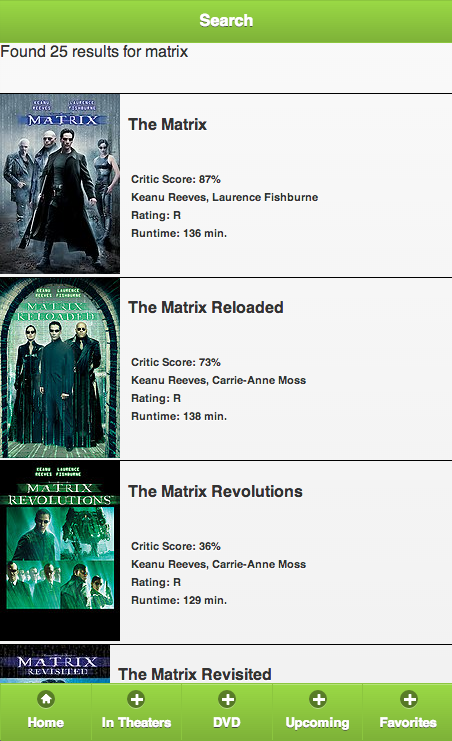 Search
Found 25 results for matrix
KEANU REEVES LAURENCE FISHBURNE
MATRIX
The Matrix
Critic Score: 87%
Keanu Reeves, Laurence Fishburne
Rating: R
Runtime: 136 min.
KEANU REEVES LAURENCE FISHBURNE
MATRIX
RELOADED
The Matrix Reloaded
Critic Score: 73%
Keanu Reeves, Carrie-Anne Moss
Rating: R
Runtime: 138 min.
KEANU REEVES LAURENCE FISHBURNE
MATRIX
REVOLUTIONS
The Matrix Revolutions
Critic Score: 36%
Keanu Reeves, Carrie-Anne Moss
Rating: R
Runtime: 129 min.
MATRIX
REVISITED
The Matrix Revisited
Home In Theaters DVD Upcoming Favorites